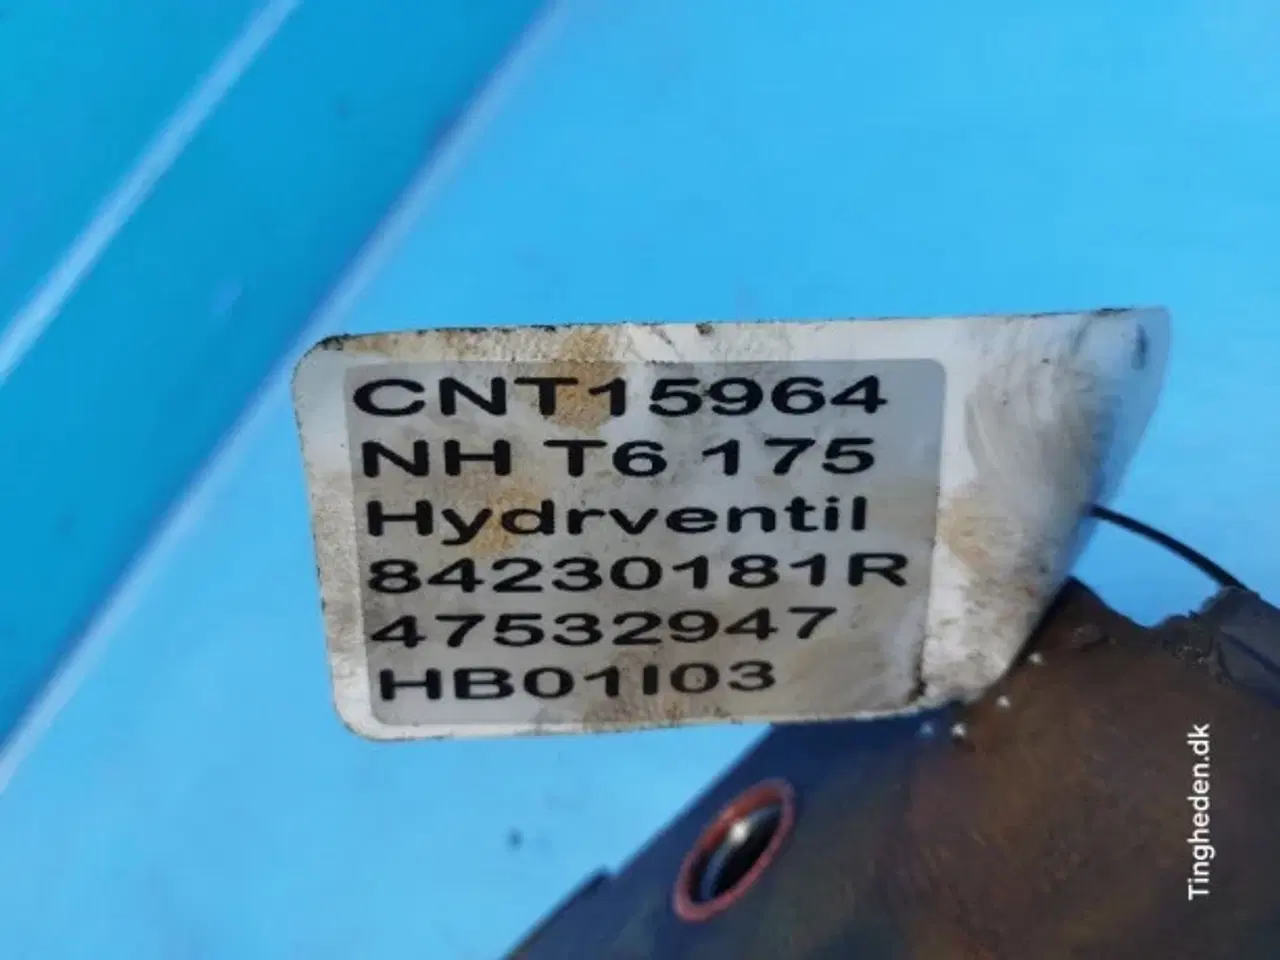 CNT15964
NH T6 175
Hydrventil
84230181R
47532947
HB01I03
Tingheden.dk